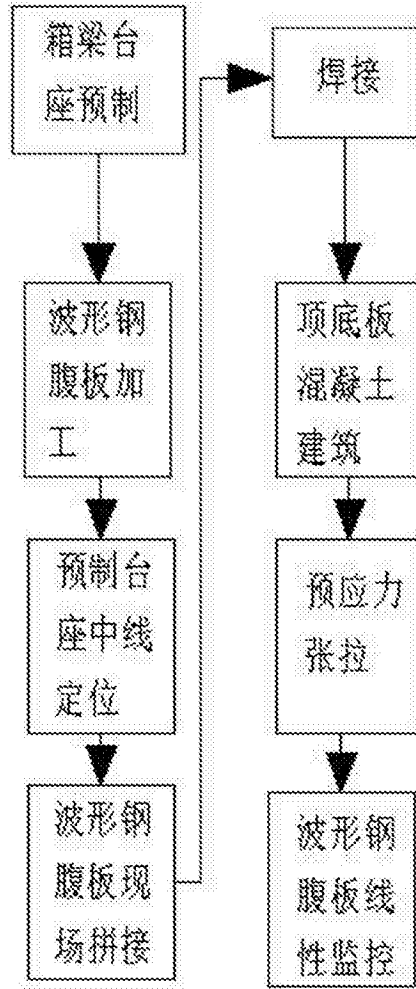 箱梁台
座预制
波形钢
腹板加
工
预制台
座中线
定位
波形钢
腹板现
场拼接
焊接
顶底板
混凝土
建筑
预应力
张拉
波形钢
腹板线
性监控